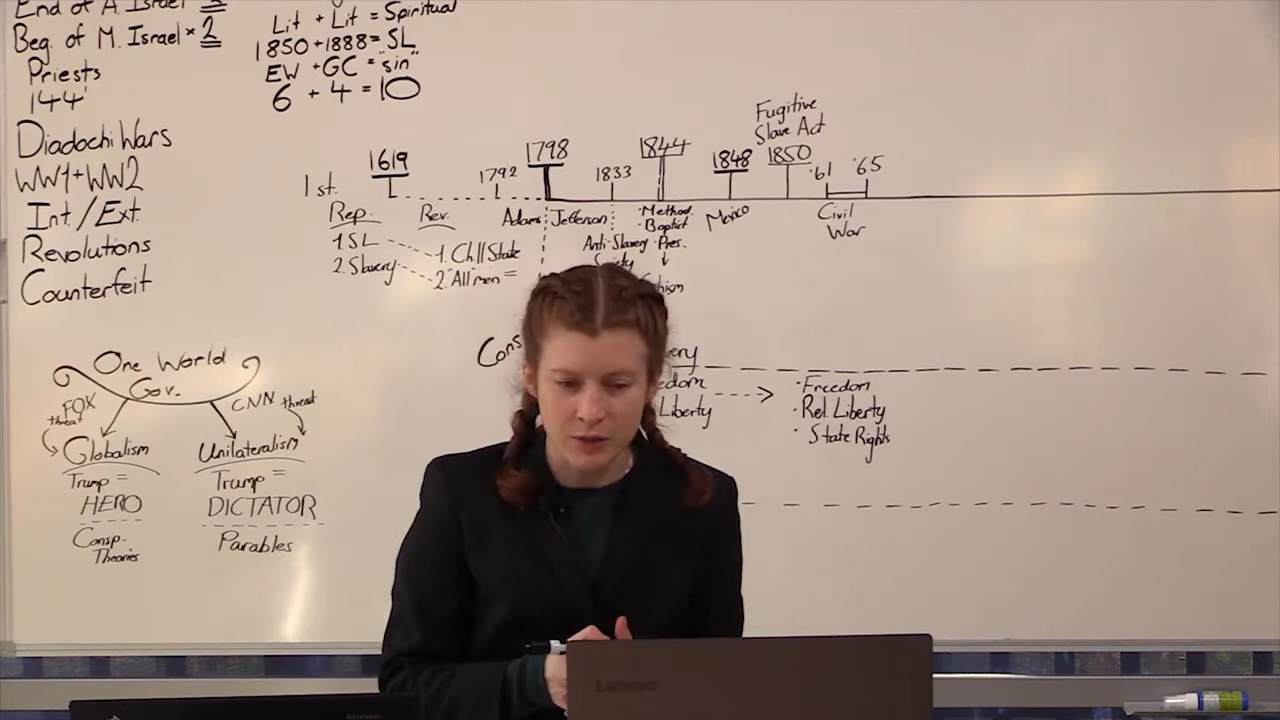 End of A. Israel
Beg. of M. Israel × 2
Priests
144'
Diadochi Wars
WW1+WW2
Int./Ext.
Revolutions
Counterfeit
Lit + Lit = Spiritual
1850+1888= SL
EW +GC = "sin"
6 + 4 = 10
1st.
1619
1792
1798
1833
1844
1848
Fugitive
Slave Act
1850
'61
'65
Rep.
1. SL
2. Slavery
Rev.
1. Ch || State
2. "All men =
Adams
Jefferson
Anti-Slavery
Society
· Method.
· Baptist
· Pres.
Mexico
Civil
War
Cons
Liberty
· Freedom
· Rel. Liberty
· State Rights
One World
Gov.
FOX
threat
CNN threat
Globalism
Trump =
HERO
Consp.
Theories
Unilateralism
Trump =
DICTATOR
Parables
Lenovo